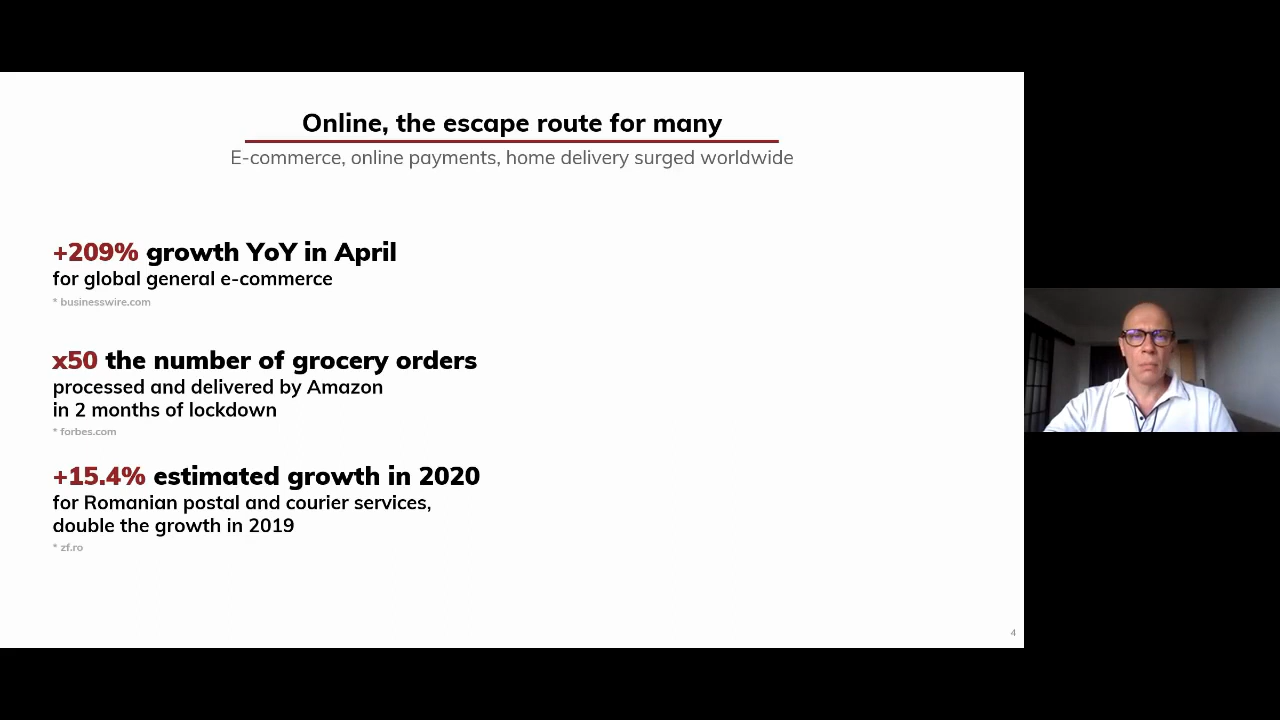 Online, the escape route for many
E-commerce, online payments, home delivery surged worldwide
+209% growth YoY in April
for global general e-commerce
* businesswire.com
x50 the number of grocery orders
processed and delivered by Amazon
in 2 months of lockdown
* forbes.com
+15.4% estimated growth in 2020
for Romanian postal and courier services,
double the growth in 2019
* zf.ro
4